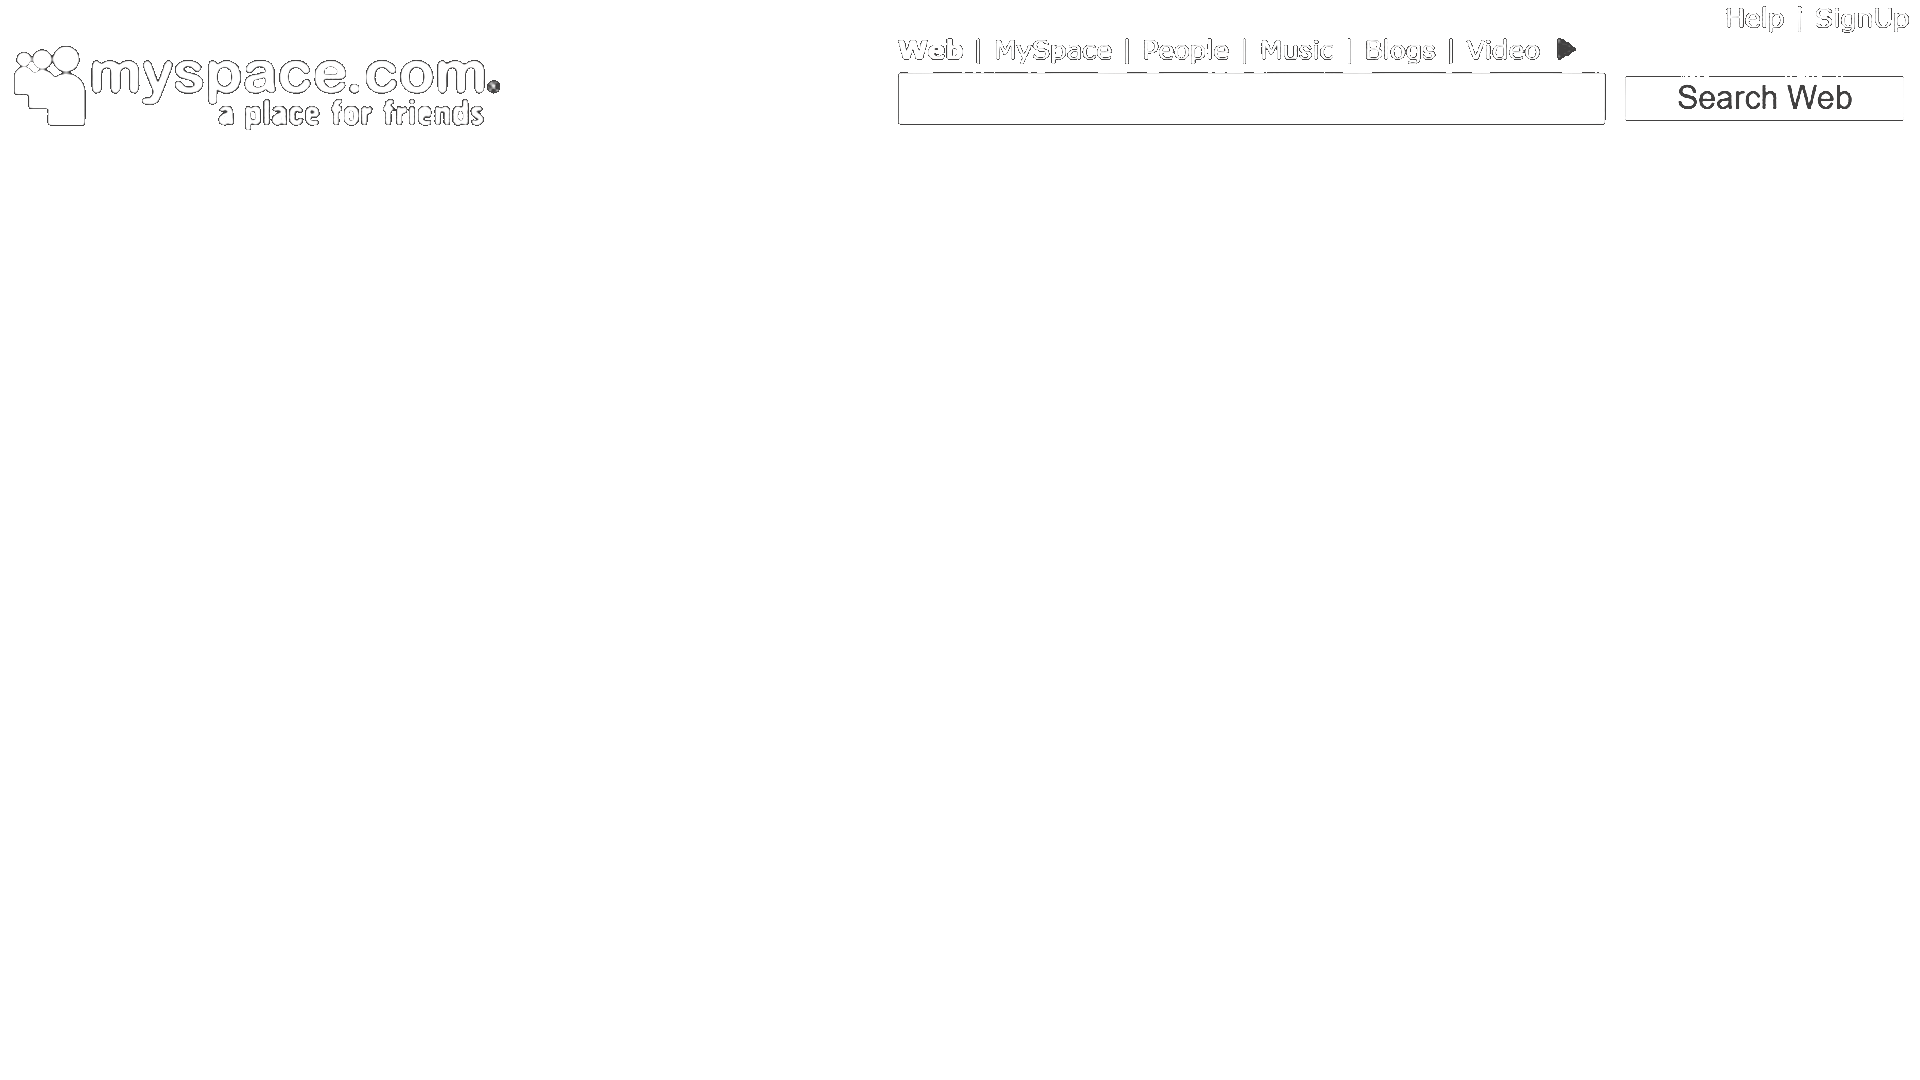 Help | SignUp
Web | MySpace | People | Music | Blogs | Video
myspace.com.
a place for friends
Search Web